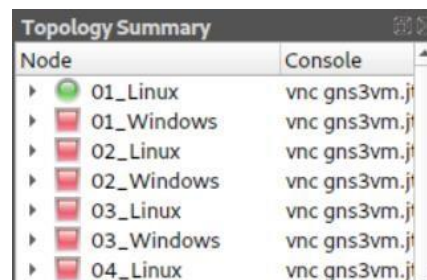 Topology Summary
Node Console
01_Linux vnc gns3vm.j
01_Windows vnc gns3vm.j
02_Linux vnc gns3vm.j
02_Windows vnc gns3vm.j
03_Linux vnc gns3vm.j
03_Windows vnc gns3vm.j
04_Linux vnc gns3vm.j